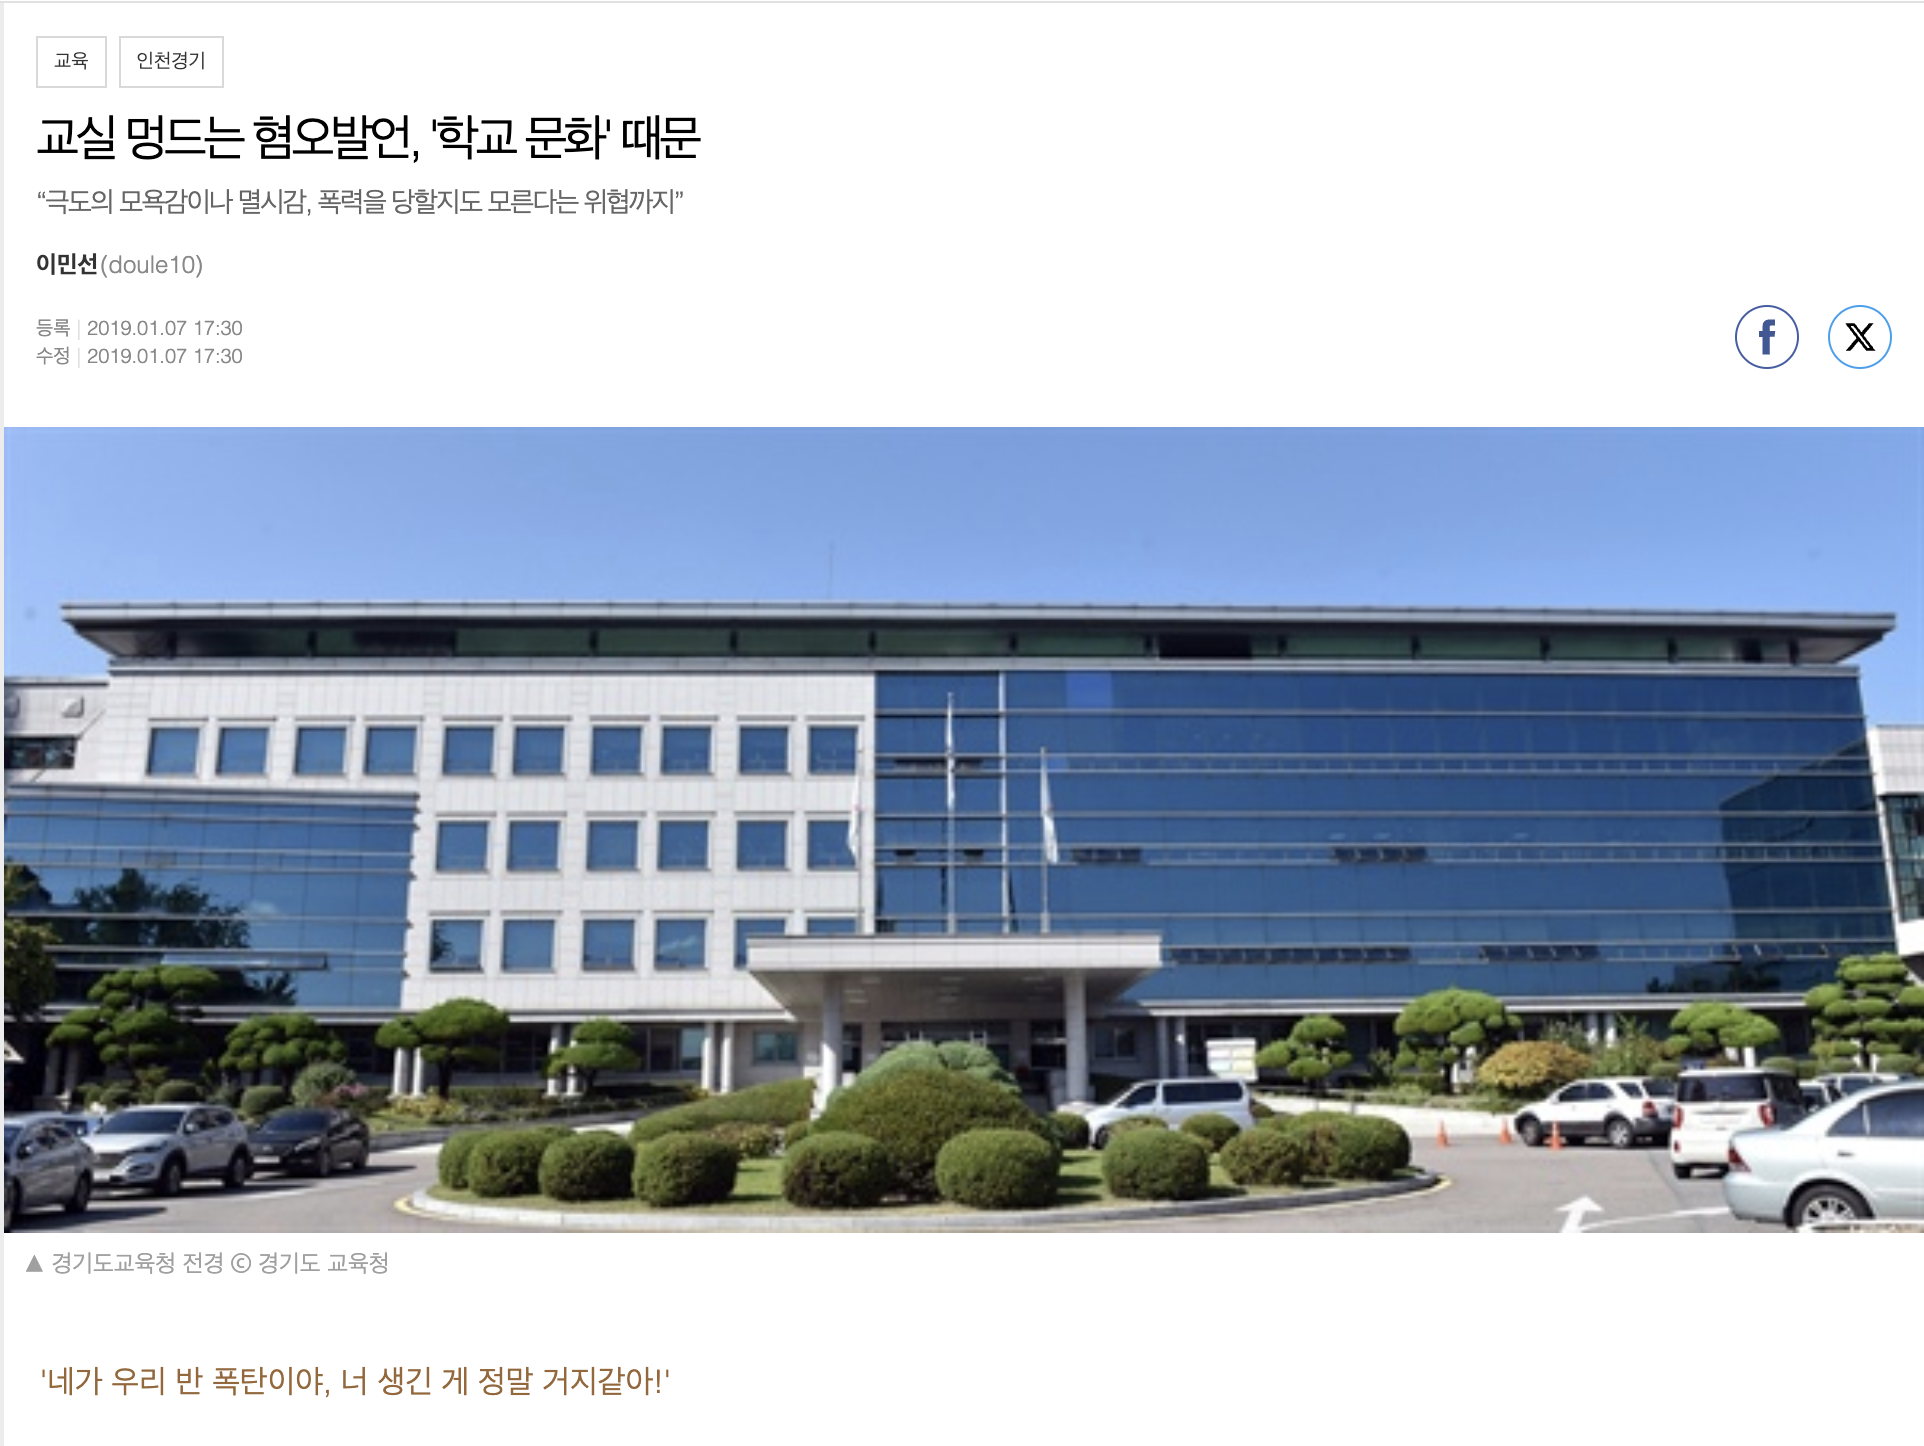 교육
인천경기
교실 멍드는 혐오발언, '학교 문화' 때문
“극도의 모욕감이나 멸시감, 폭력을 당할지도 모른다는 위협까지”
이민선(doule10)
등록 | 2019.01.07 17:30
수정 | 2019.01.07 17:30
▲ 경기도교육청 전경 ⓒ 경기도 교육청
'네가 우리 반 폭탄이야, 너 생긴 게 정말 거지같아!'